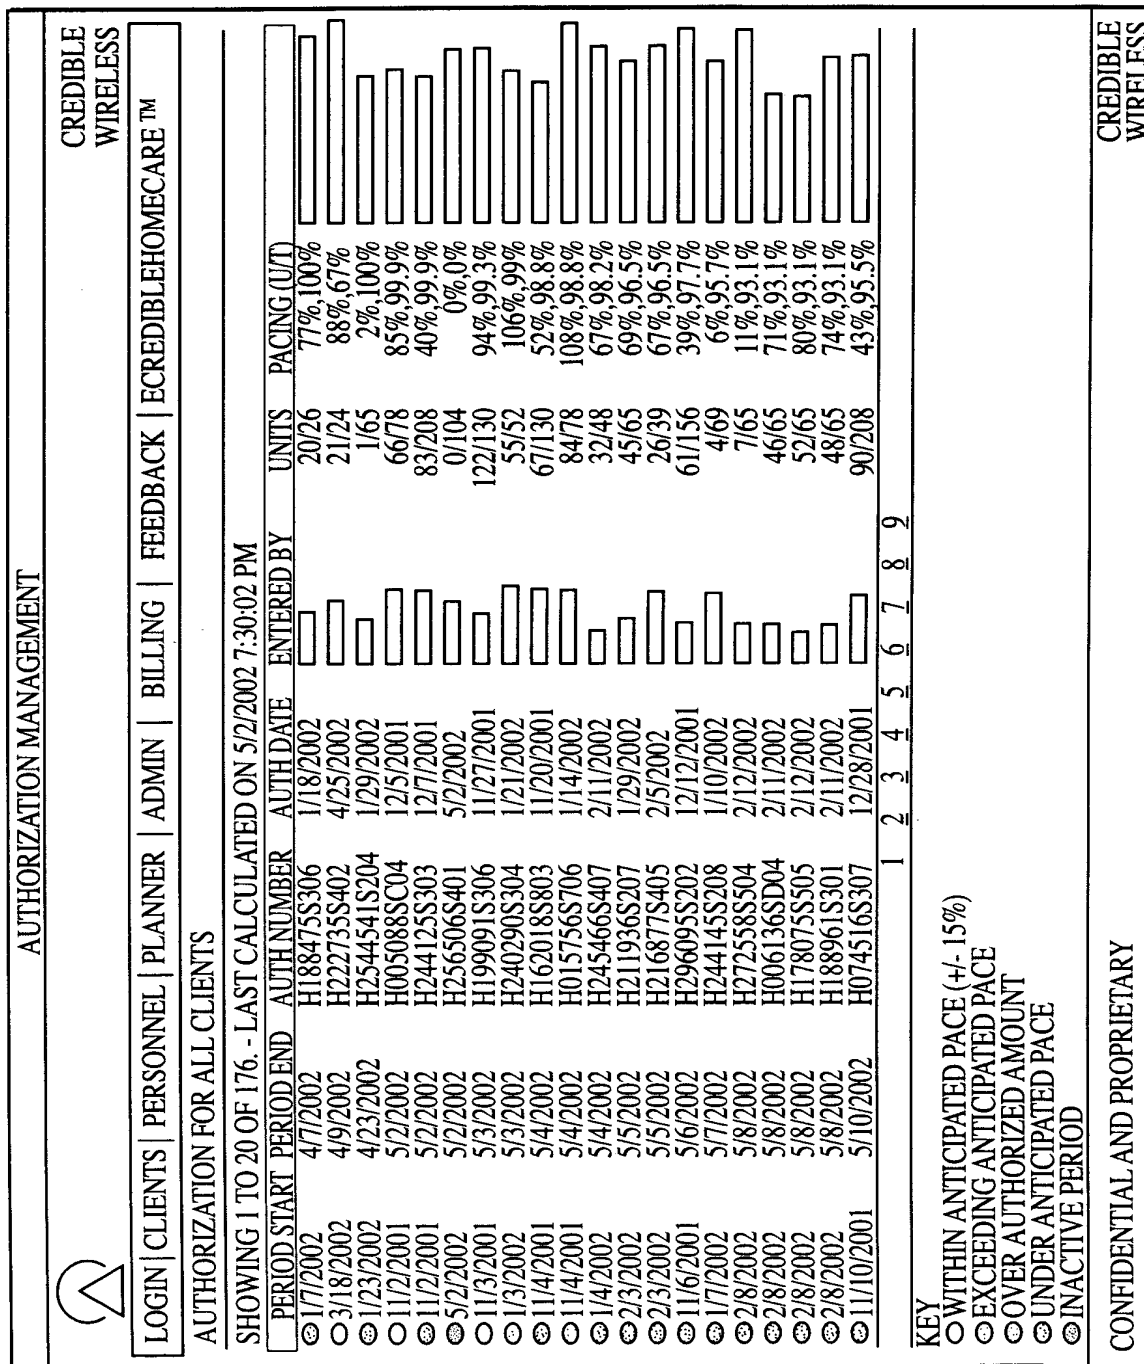 AUTHORIZATION MANAGEMENT
CREDIBLE
WIRELESS
LOGIN | CLIENTS | PERSONNEL | PLANNER | ADMIN | BILLING | FEEDBACK | ECREDIBLEHOMECARE ™
AUTHORIZATION FOR ALL CLIENTS
SHOWING 1 TO 20 OF 176. - LAST CALCULATED ON 5/2/2002 7:30:02 PM
PERIOD START PERIOD END AUTH NUMBER AUTH DATE ENTERED BY UNITS PACING (U/T)
1/7/2002 4/7/2002 H188475S306 1/18/2002 20/26 77%,100%
3/18/2002 4/9/2002 H222735S402 4/25/2002 21/24 88%,67%
1/23/2002 4/23/2002 H2544541S204 1/29/2002 1/65 2%,100%
11/2/2001 5/2/2002 H005088SC04 12/5/2001 66/78 85%,99.9%
11/2/2001 5/2/2002 H244125S303 12/7/2001 83/208 40%,99.9%
5/2/2002 5/2/2002 H256506S401 5/2/2002 0/104 0%,0%
11/3/2001 5/3/2002 H199091S306 11/27/2001 122/130 94%,99.3%
1/3/2002 5/3/2002 H240290S304 1/21/2002 55/52 106%,99%
11/4/2001 5/4/2002 H162018S803 11/20/2001 67/130 52%,98.8%
11/4/2001 5/4/2002 H015756S706 1/14/2002 84/78 108%,98.8%
1/4/2002 5/4/2002 H245466S407 2/11/2002 32/48 67%,98.2%
2/3/2002 5/5/2002 H211936S207 1/29/2002 45/65 69%,96.5%
2/3/2002 5/5/2002 H216877S405 2/5/2002 26/39 67%,96.5%
11/6/2001 5/6/2002 H296095S202 12/12/2001 61/156 39%,97.7%
1/7/2002 5/7/2002 H244145S208 1/10/2002 4/69 6%,95.7%
2/8/2002 5/8/2002 H272558S504 2/12/2002 7/65 11%,93.1%
2/8/2002 5/8/2002 H006136SD04 2/11/2002 46/65 71%,93.1%
2/8/2002 5/8/2002 H178075S505 2/12/2002 52/65 80%,93.1%
2/8/2002 5/8/2002 H188961S301 2/11/2002 48/65 74%,93.1%
11/10/2001 5/10/2002 H074516S307 12/28/2001 90/208 43%,95.5%
1 2 3 4 5 6 7 8 9
KEY
WITHIN ANTICIPATED PACE (+/- 15%)
EXCEEDING ANTICIPATED PACE
OVER AUTHORIZED AMOUNT
UNDER ANTICIPATED PACE
INACTIVE PERIOD
CONFIDENTIAL AND PROPRIETARY
CREDIBLE
WIRELESS